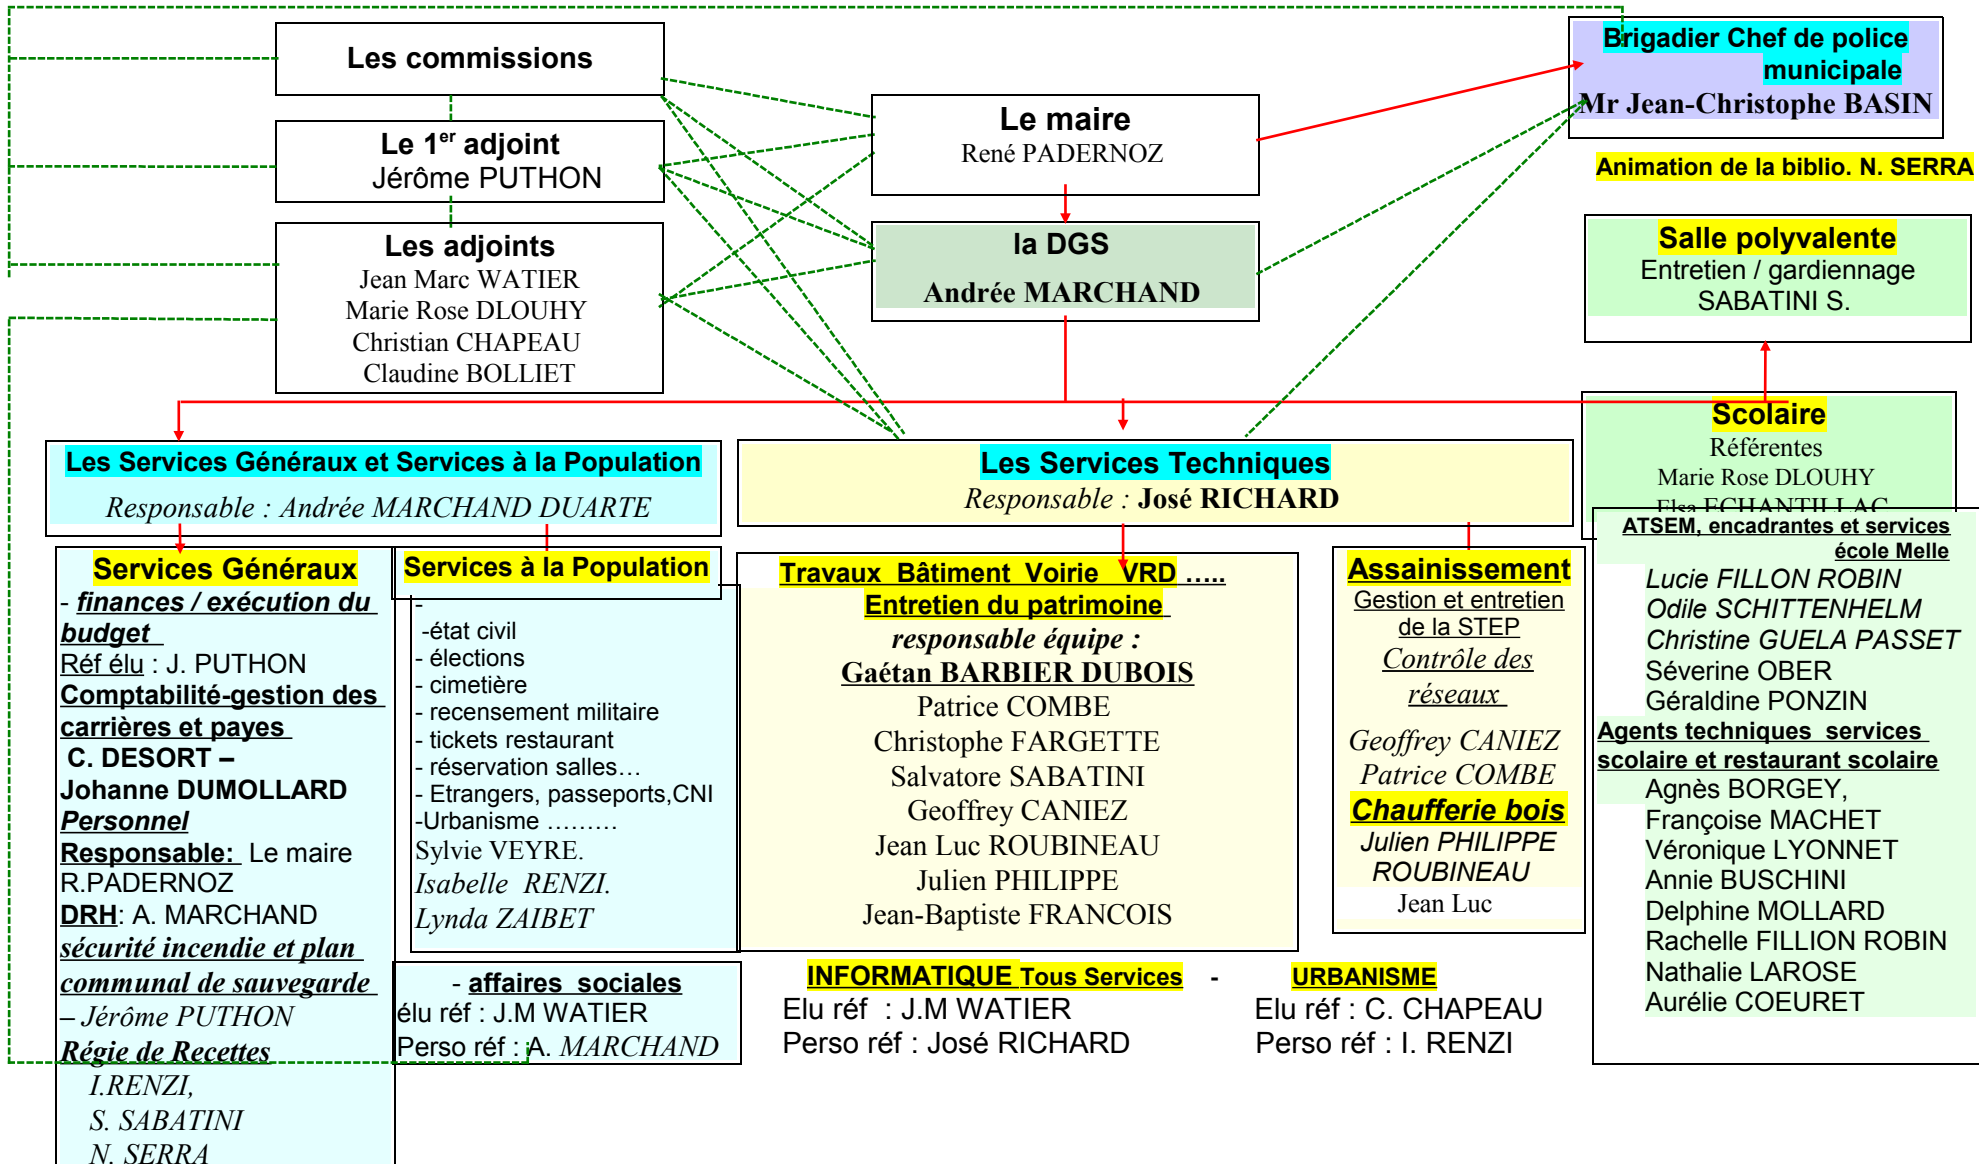 Les commissions
Le 1er adjoint
Jérôme PUTHON
Les adjoints
Jean Marc WATIER
Marie Rose DLOUHY
Christian CHAPEAU
Claudine BOLLIET
Le maire
René PADERNOZ
la DGS
Andrée MARCHAND
Brigadier Chef de police
municipale
Mr Jean-Christophe BASIN
Animation de la biblio. N. SERRA
Salle polyvalente
Entretien / gardiennage
SABATINI S.
Les Services Généraux et Services à la Population
Responsable : Andrée MARCHAND DUARTE
Les Services Techniques
Responsable : José RICHARD
Scolaire
Référentes
Marie Rose DLOUHY
Elsa ECHANTILLAC
Services Généraux
- finances / exécution du
budget
Réf élu : J. PUTHON
Comptabilité-gestion des
carrières et payes
C. DESORT –
Johanne DUMOLLARD
Personnel
Responsable: Le maire
R.PADERNOZ
DRH: A. MARCHAND
sécurité incendie et plan
communal de sauvegarde
– Jérôme PUTHON
Régie de Recettes
I.RENZI,
S. SABATINI
N. SERRA
Services à la Population
-
-état civil
- élections
- cimetière
- recensement militaire
- tickets restaurant
- réservation salles…
- Etrangers, passeports,CNI
-Urbanisme ………
Sylvie VEYRE.
Isabelle RENZI.
Lynda ZAIBET
- affaires sociales
élu réf : J.M WATIER
Perso réf : A. MARCHAND
Travaux Bâtiment Voirie VRD …..
Entretien du patrimoine
responsable équipe :
Gaétan BARBIER DUBOIS
Patrice COMBE
Christophe FARGETTE
Salvatore SABATINI
Geoffrey CANIEZ
Jean Luc ROUBINEAU
Julien PHILIPPE
Jean-Baptiste FRANCOIS
Assainissement
Gestion et entretien
de la STEP
Contrôle des
réseaux
Geoffrey CANIEZ
Patrice COMBE
Chaufferie bois
Julien PHILIPPE
ROUBINEAU
Jean Luc
INFORMATIQUE Tous Services - URBANISME
Elu réf : J.M WATIER
Perso réf : José RICHARD
Elu réf : C. CHAPEAU
Perso réf : I. RENZI
ATSEM, encadrantes et services
école Melle
Lucie FILLON ROBIN
Odile SCHITTENHELM
Christine GUELA PASSET
Séverine OBER
Géraldine PONZIN
Agents techniques services
scolaire et restaurant scolaire
Agnès BORGEY,
Françoise MACHET
Véronique LYONNET
Annie BUSCHINI
Delphine MOLLARD
Rachelle FILLION ROBIN
Nathalie LAROSE
Aurélie COEURET